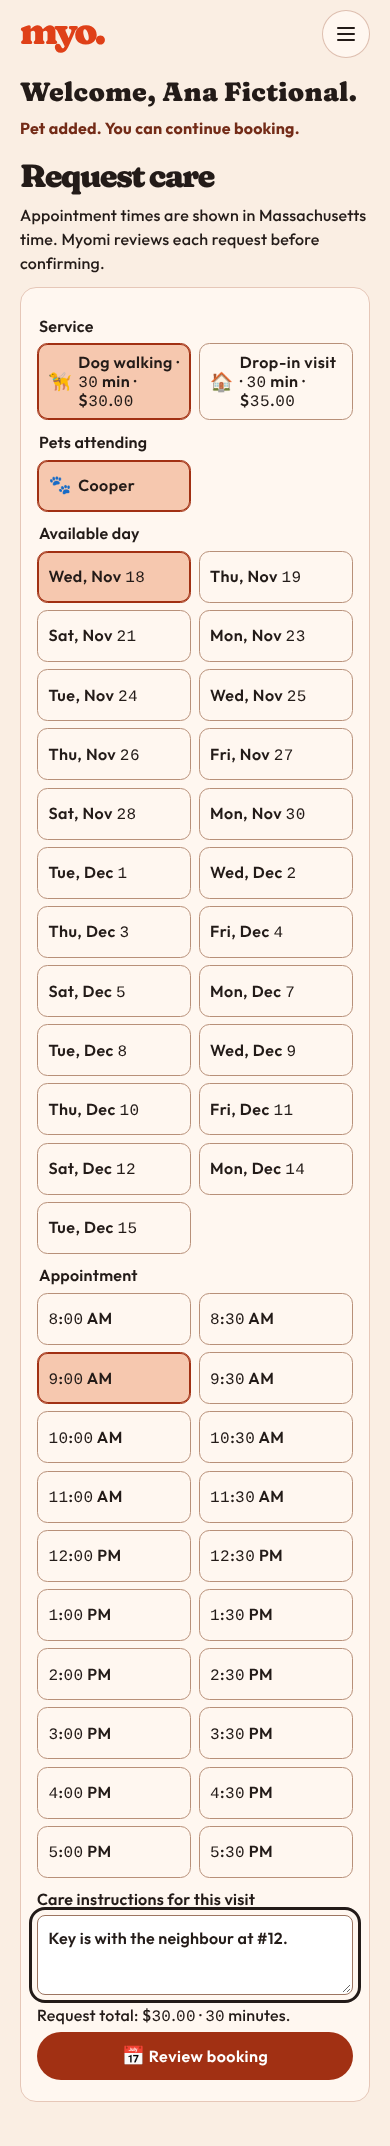 myo.
Welcome, Ana Fictional.
Pet added. You can continue booking.
Request care
Appointment times are shown in Massachusetts
time. Myomi reviews each request before
confirming.
Service
Dog walking ·
30 min ·
$30.00
Drop-in visit
· 30 min ·
$35.00
Pets attending
Cooper
Available day
Wed, Nov 18
Thu, Nov 19
Sat, Nov 21
Mon, Nov 23
Tue, Nov 24
Wed, Nov 25
Thu, Nov 26
Fri, Nov 27
Sat, Nov 28
Mon, Nov 30
Tue, Dec 1
Wed, Dec 2
Thu, Dec 3
Fri, Dec 4
Sat, Dec 5
Mon, Dec 7
Tue, Dec 8
Wed, Dec 9
Thu, Dec 10
Fri, Dec 11
Sat, Dec 12
Mon, Dec 14
Tue, Dec 15
Appointment
8:00 AM
8:30 AM
9:00 AM
9:30 AM
10:00 AM
10:30 AM
11:00 AM
11:30 AM
12:00 PM
12:30 PM
1:00 PM
1:30 PM
2:00 PM
2:30 PM
3:00 PM
3:30 PM
4:00 PM
4:30 PM
5:00 PM
5:30 PM
Care instructions for this visit
Key is with the neighbour at #12.
Request total: $30.00 · 30 minutes.
Review booking